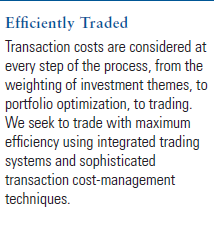 Efficiently Traded
Transaction costs are considered at
every step of the process, from the
weighting of investment themes, to
portfolio optimization, to trading.
We seek to trade with maximum
efficiency using integrated trading
systems and sophisticated
transaction cost-management
techniques.